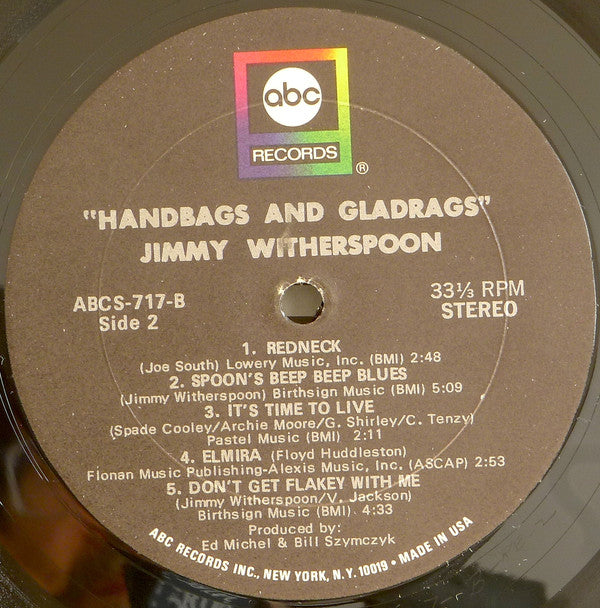 abc
RECORDS
®
"HANDBAGS AND GLADRAGS"
JIMMY WITHERSPOON
ABCS-717-B
Side 2
33⅓ RPM
STEREO
1. REDNECK
(Joe South) Lowery Music, Inc. (BMI) 2:48
2. SPOON'S BEEP BEEP BLUES
(Jimmy Witherspoon) Birthsign Music (BMI) 5:09
3. IT'S TIME TO LIVE
(Spade Cooley/Archie Moore/G. Shirley/C. Tenzy)
Pastel Music (BMI) 2:11
4. ELMIRA (Floyd Huddleston)
Flonan Music Publishing-Alexis Music, Inc. (ASCAP) 2:53
5. DON'T GET FLAKEY WITH ME
(Jimmy Witherspoon/V. Jackson)
Birthsign Music (BMI) 4:33
Produced by:
Ed Michel & Bill Szymczyk
ABC RECORDS INC., NEW YORK, N.Y. 10019 • MADE IN USA